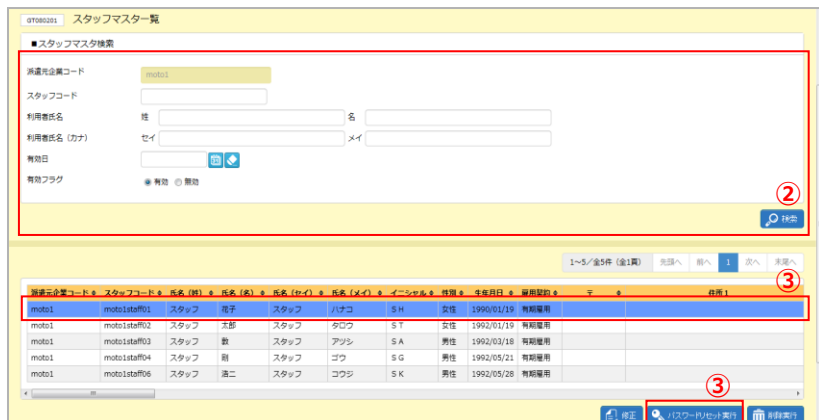 GT080201 スタッフマスタ一覧
■スタッフマスタ検索
派遣元企業コード moto1
スタッフコード
利用者氏名 姓 名
利用者氏名（カナ） セイ メイ
有効日
有効フラグ 有効 無効
②
検索
1～5／全5件（全1頁） 先頭へ 前へ 1 次へ 末尾へ
③
派遣元企業コード スタッフコード 氏名（姓） 氏名（名） 氏名（セイ） 氏名（メイ） イニシャル 性別 生年月日 雇用契約 〒 住所1
moto1 moto1staff01 スタッフ 花子 スタッフ ハナコ S H 女性 1990/01/19 有期雇用
moto1 moto1staff02 スタッフ 太郎 スタッフ タロウ S T 女性 1992/01/19 有期雇用
moto1 moto1staff03 スタッフ 敦 スタッフ アツシ S A 男性 1992/03/18 有期雇用
moto1 moto1staff04 スタッフ 剛 スタッフ ゴウ S G 男性 1992/05/21 有期雇用
moto1 moto1staff06 スタッフ 浩二 スタッフ コウジ S K 男性 1992/05/28 有期雇用
③
修正 パスワードリセット実行 削除実行